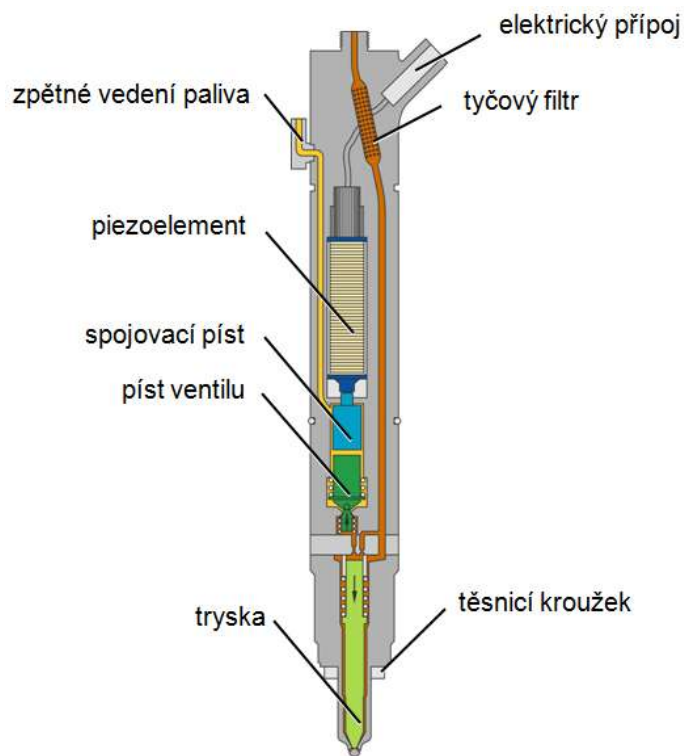 elektrický přípoj
zpětné vedení paliva
tyčový filtr
piezoelement
spojovací píst
píst ventilu
tryska
těsnicí kroužek